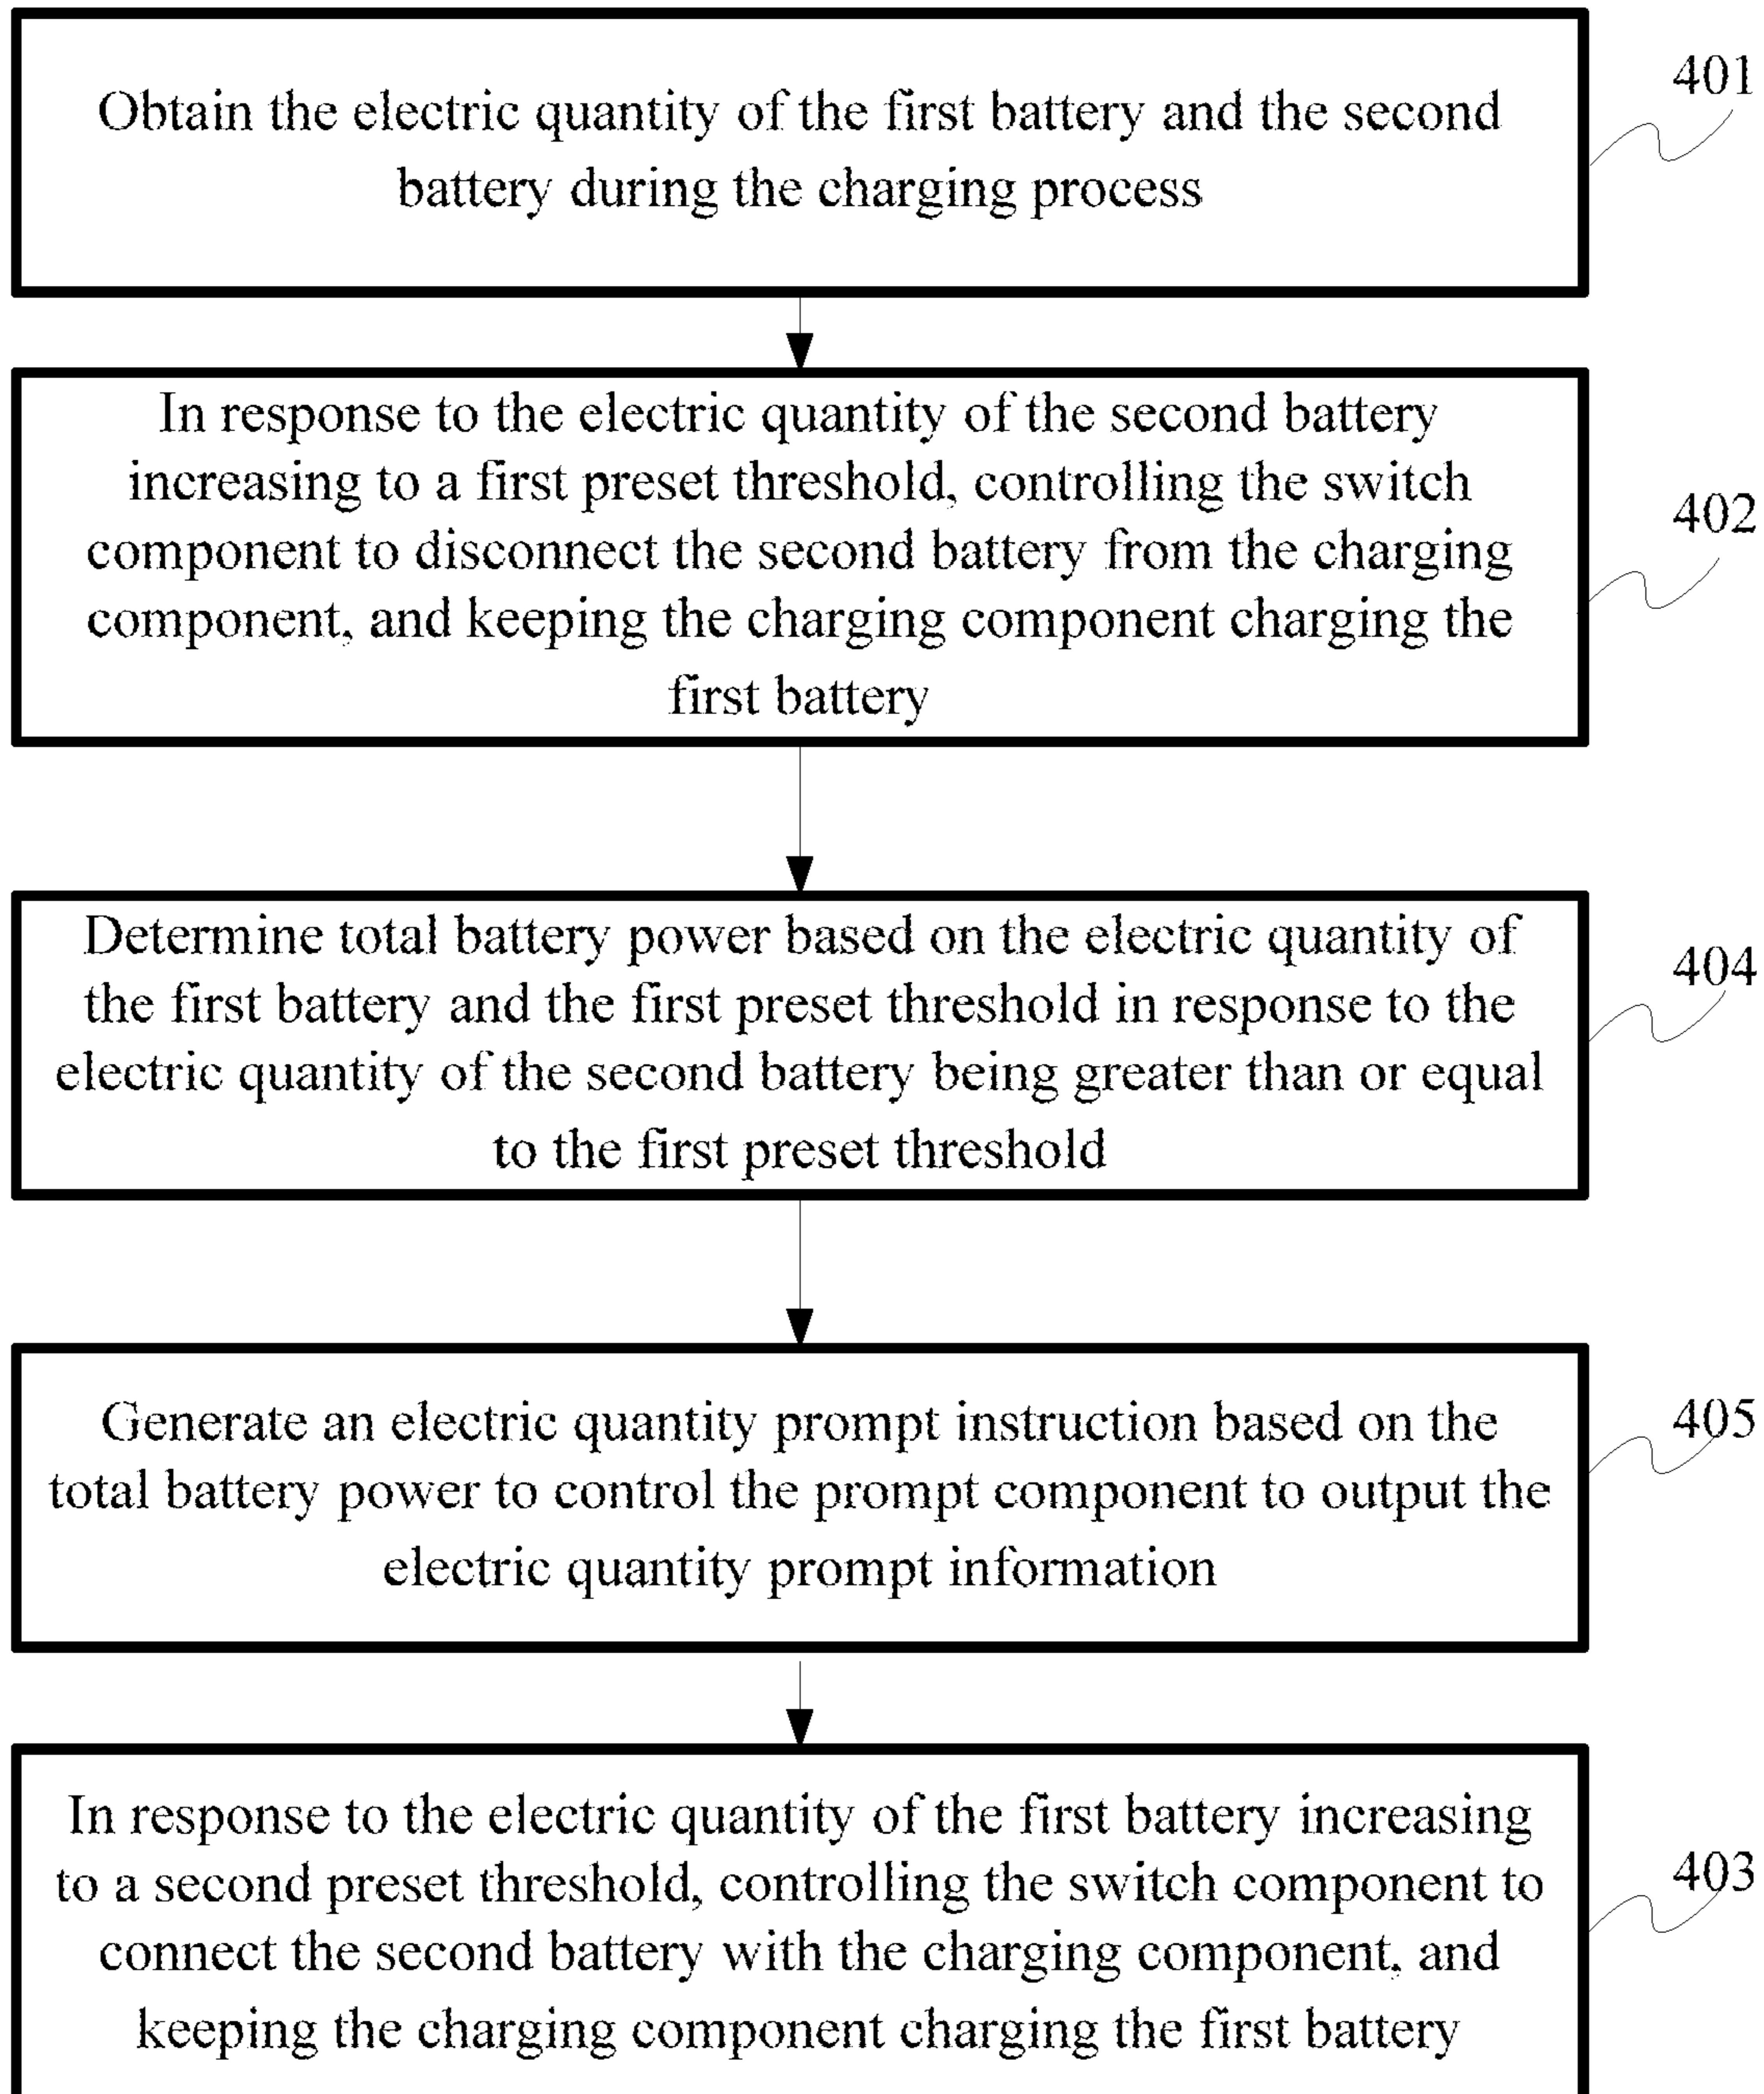 Obtain the electric quantity of the first battery and the second
battery during the charging process
401
In response to the electric quantity of the second battery
increasing to a first preset threshold, controlling the switch
component to disconnect the second battery from the charging
component, and keeping the charging component charging the
first battery
402
Determine total battery power based on the electric quantity of
the first battery and the first preset threshold in response to the
electric quantity of the second battery being greater than or equal
to the first preset threshold
404
Generate an electric quantity prompt instruction based on the
total battery power to control the prompt component to output the
electric quantity prompt information
405
In response to the electric quantity of the first battery increasing
to a second preset threshold, controlling the switch component to
connect the second battery with the charging component, and
keeping the charging component charging the first battery
403